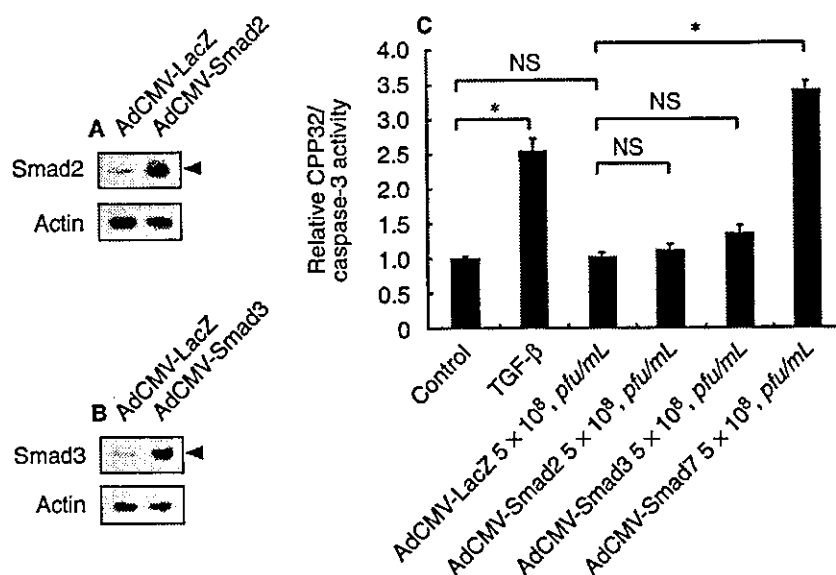 A
AdCMV-LacZ
AdCMV-Smad2
Smad2
Actin
B
AdCMV-LacZ
AdCMV-Smad3
Smad3
Actin
C
Relative CPP32/
caspase-3 activity
4.0
3.5
3.0
2.5
2.0
1.5
1.0
0.5
0
NS
*
*
NS
NS
Control
TGF-β
AdCMV-LacZ 5 × 10⁸, pfu/mL
AdCMV-Smad2 5 × 10⁸, pfu/mL
AdCMV-Smad3 5 × 10⁸, pfu/mL
AdCMV-Smad7 5 × 10⁸, pfu/mL